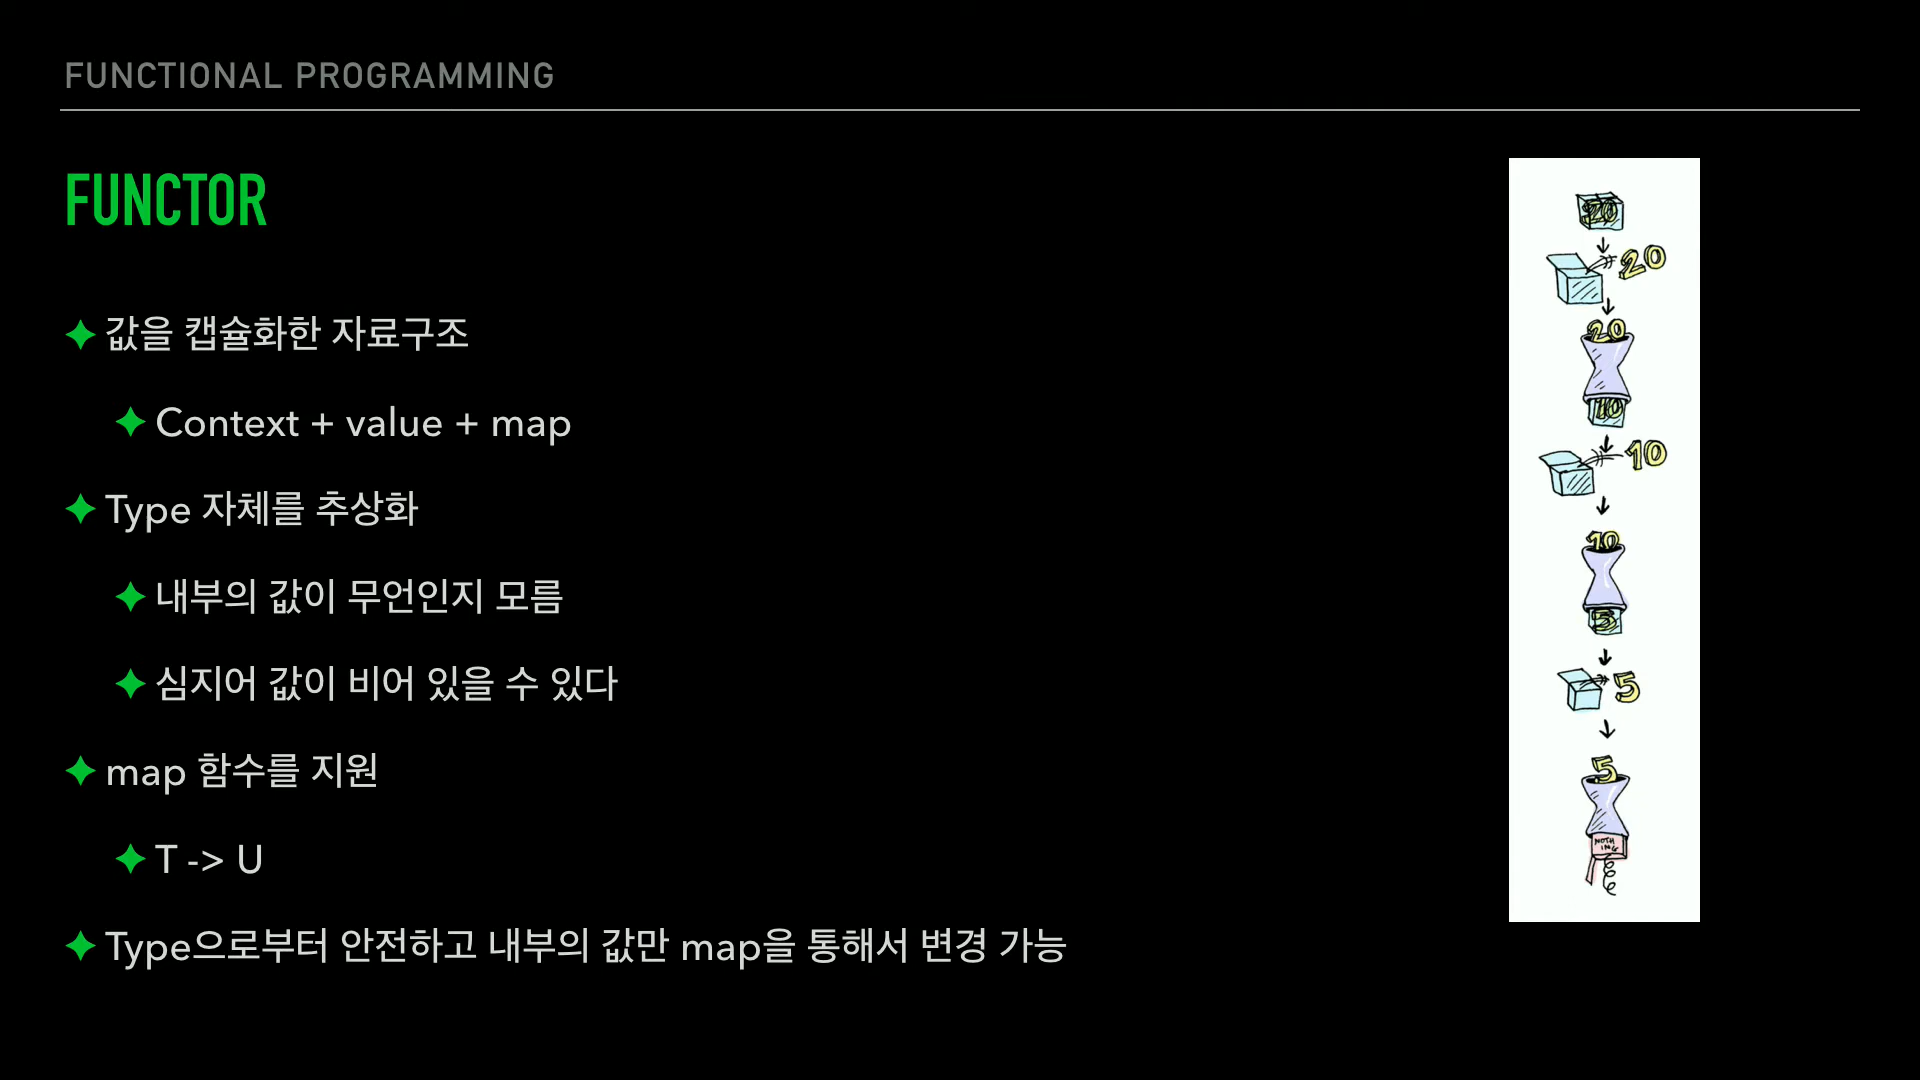 FUNCTIONAL PROGRAMMING
FUNCTOR
값을 캡슐화한 자료구조
Context + value + map
Type 자체를 추상화
내부의 값이 무언인지 모름
심지어 값이 비어 있을 수 있다
map 함수를 지원
T -> U
Type으로부터 안전하고 내부의 값만 map을 통해서 변경 가능
20
20
20
10
10
10
5
5
5
NOTH
ING